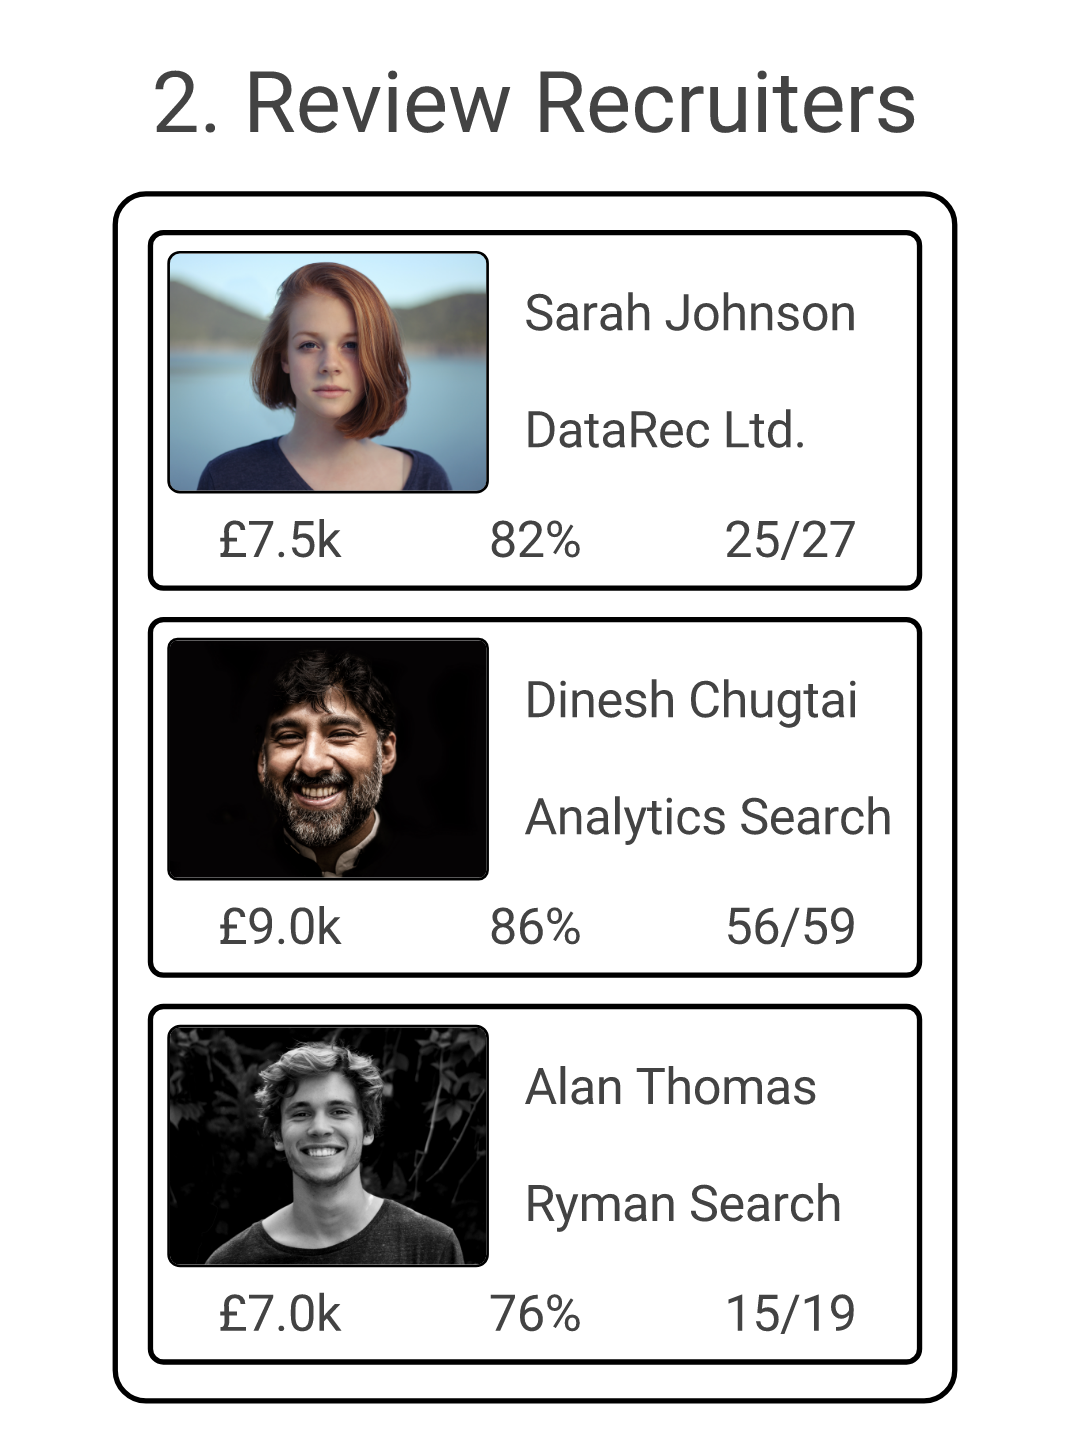 2. Review Recruiters
Sarah Johnson
DataRec Ltd.
£7.5k 82% 25/27
Dinesh Chugtai
Analytics Search
£9.0k 86% 56/59
Alan Thomas
Ryman Search
£7.0k 76% 15/19